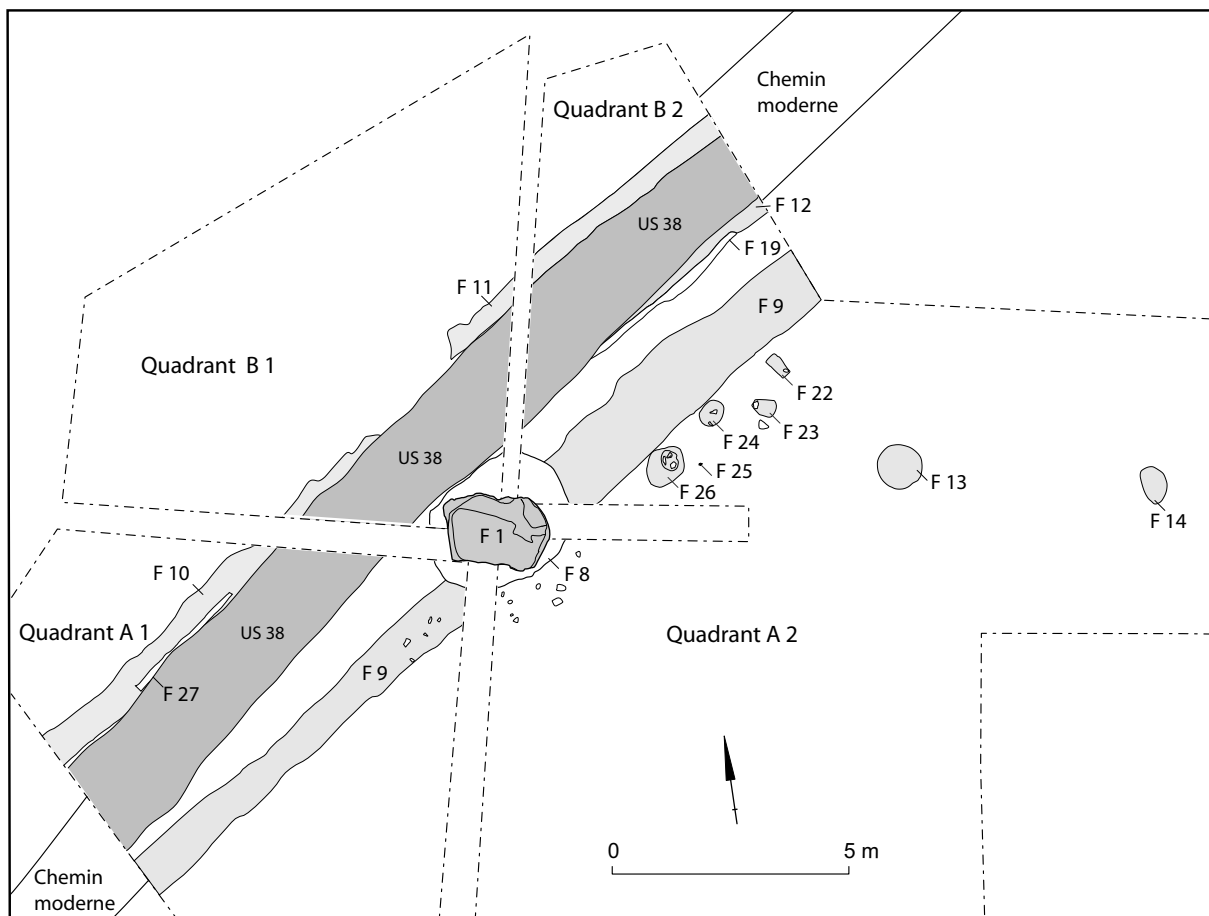 Chemin
moderne
Quadrant B 2
F 12
US 38
F 19
F 11
F 9
Quadrant B 1
F 22
F 23
F 24
US 38
F 25
F 26
F 13
F 14
F 1
F 8
F 10
Quadrant A 1
US 38
Quadrant A 2
F 9
F 27
0 5 m
Chemin
moderne